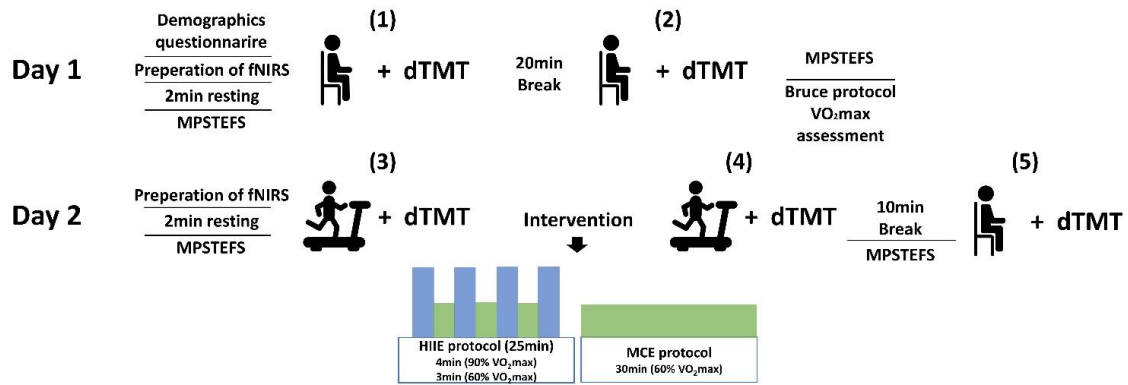 Day 1
Demographics
questionnarire
Preperation of fNIRS
2min resting
MPSTEFS
(1)
+ dTMT
20min
Break
(2)
+ dTMT
MPSTEFS
Bruce protocol
VO₂max
assessment
Day 2
Preperation of fNIRS
2min resting
MPSTEFS
(3)
+ dTMT
Intervention
(4)
+ dTMT
10min
Break
MPSTEFS
(5)
+ dTMT
HIIE protocol (25min)
4min (90% VO₂max)
3min (60% VO₂max)
MCE protocol
30min (60% VO₂max)